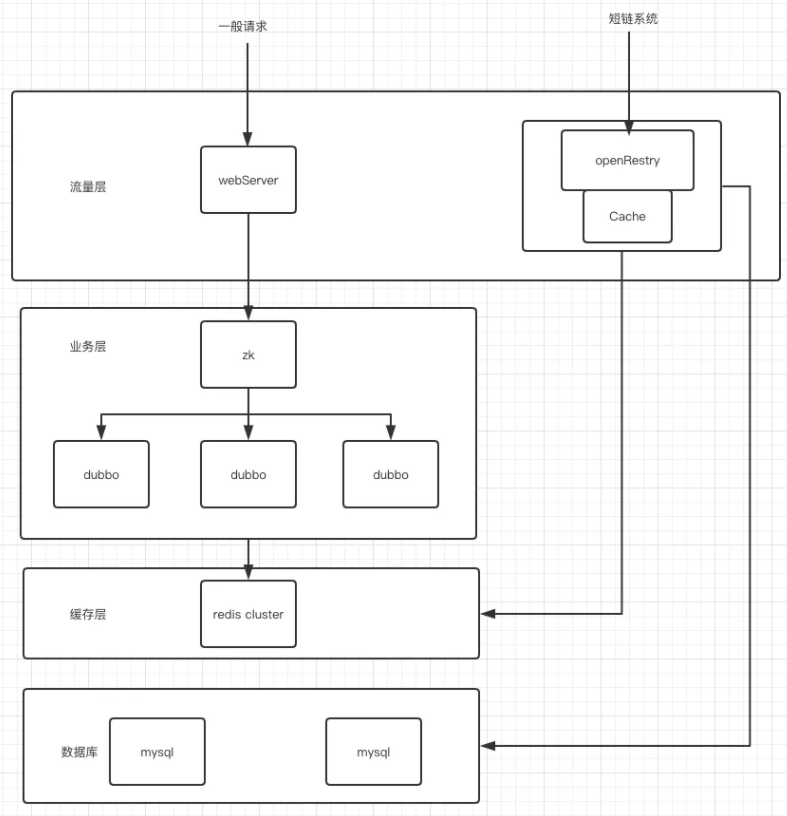 一般请求
短链系统
流量层
webServer
openRestry
Cache
业务层
zk
dubbo
dubbo
dubbo
缓存层
redis cluster
数据库
mysql
mysql